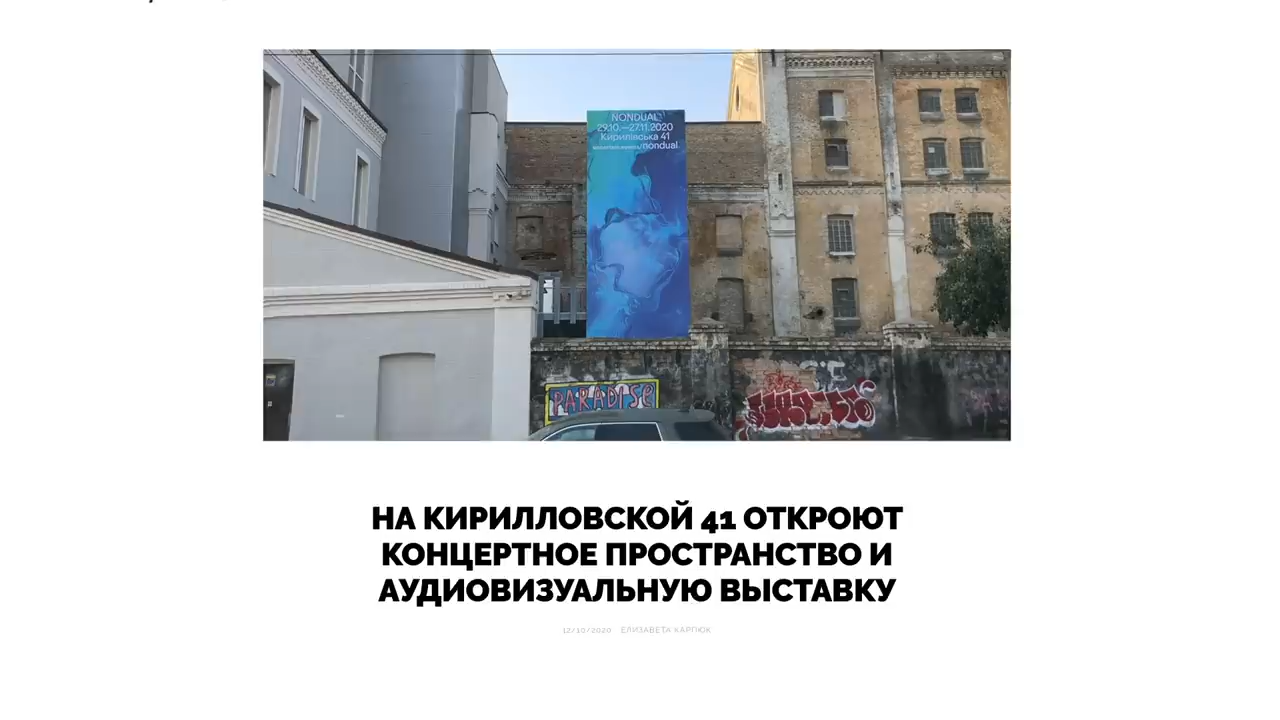 NONDUAL
29.10.—27.11.2020
Кирилівська 41
/nondual
PARADISE
НА КИРИЛЛОВСКОЙ 41 ОТКРОЮТ
КОНЦЕРТНОЕ ПРОСТРАНСТВО И
АУДИОВИЗУАЛЬНУЮ ВЫСТАВКУ
12/10/2020 ЕЛИЗАВЕТА КАРПЮК